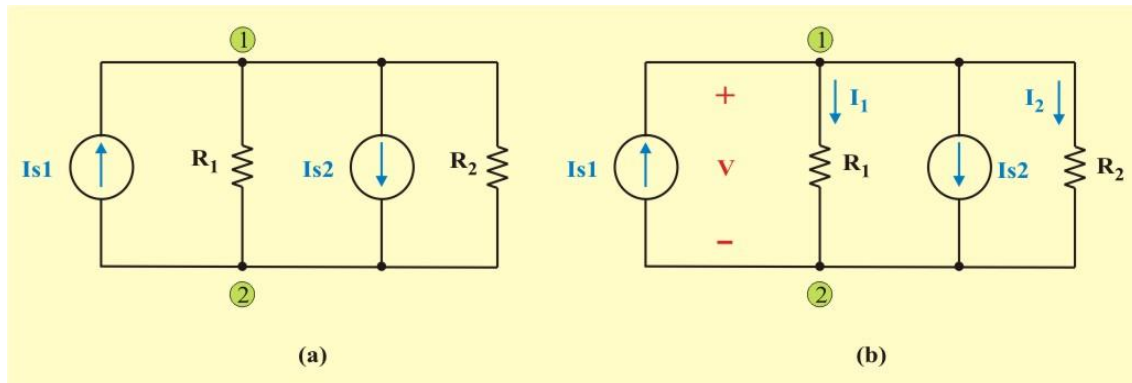 1
R₁
Is1
Is2
R₂
2
(a)
1
+
I₁
I₂
Is1
V
R₁
Is2
R₂
−
2
(b)